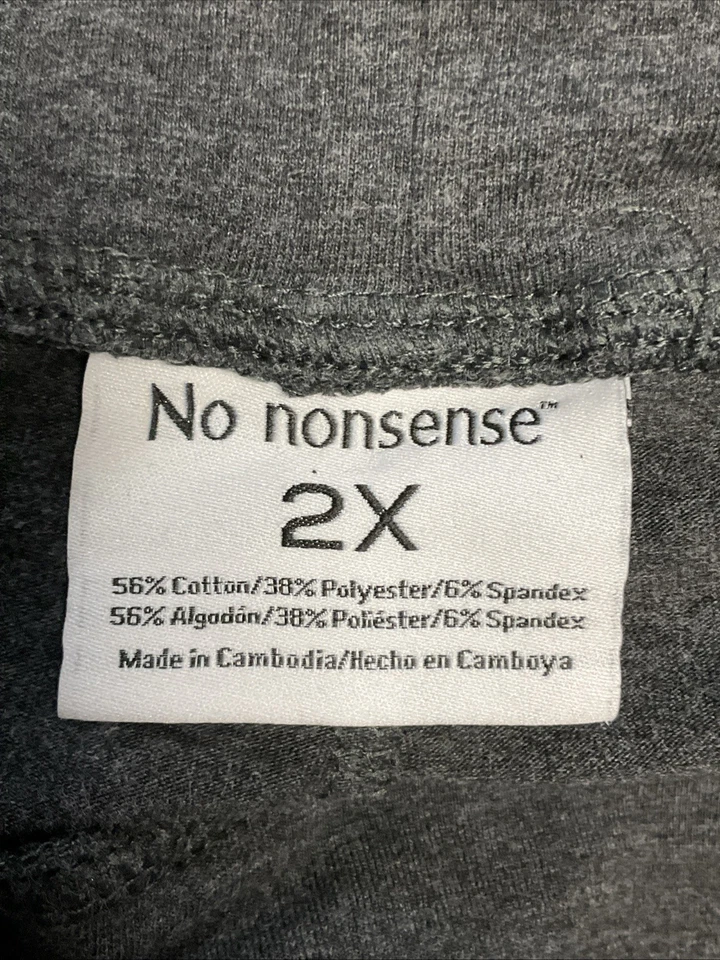 No nonsense™
2X
56% Cotton/38% Polyester/6% Spandex
56% Algodón/38% Poliéster/6% Spandex
Made in Cambodia/Hecho en Camboya